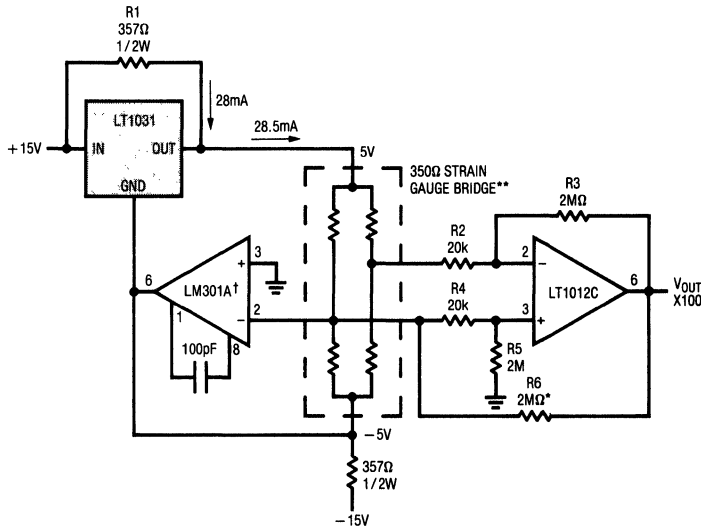 R1
357Ω
1/2W
28mA
LT1031
28.5mA
+15V
IN
OUT
GND
5V
350Ω STRAIN
GAUGE BRIDGE**
R3
2MΩ
R2
20k
2
−
6
3
+
6
LM301A†
LT1012C
VOUT
X100
R4
20k
3
+
2
−
1
8
100pF
R5
2M
R6
2MΩ*
−5V
357Ω
1/2W
−15V